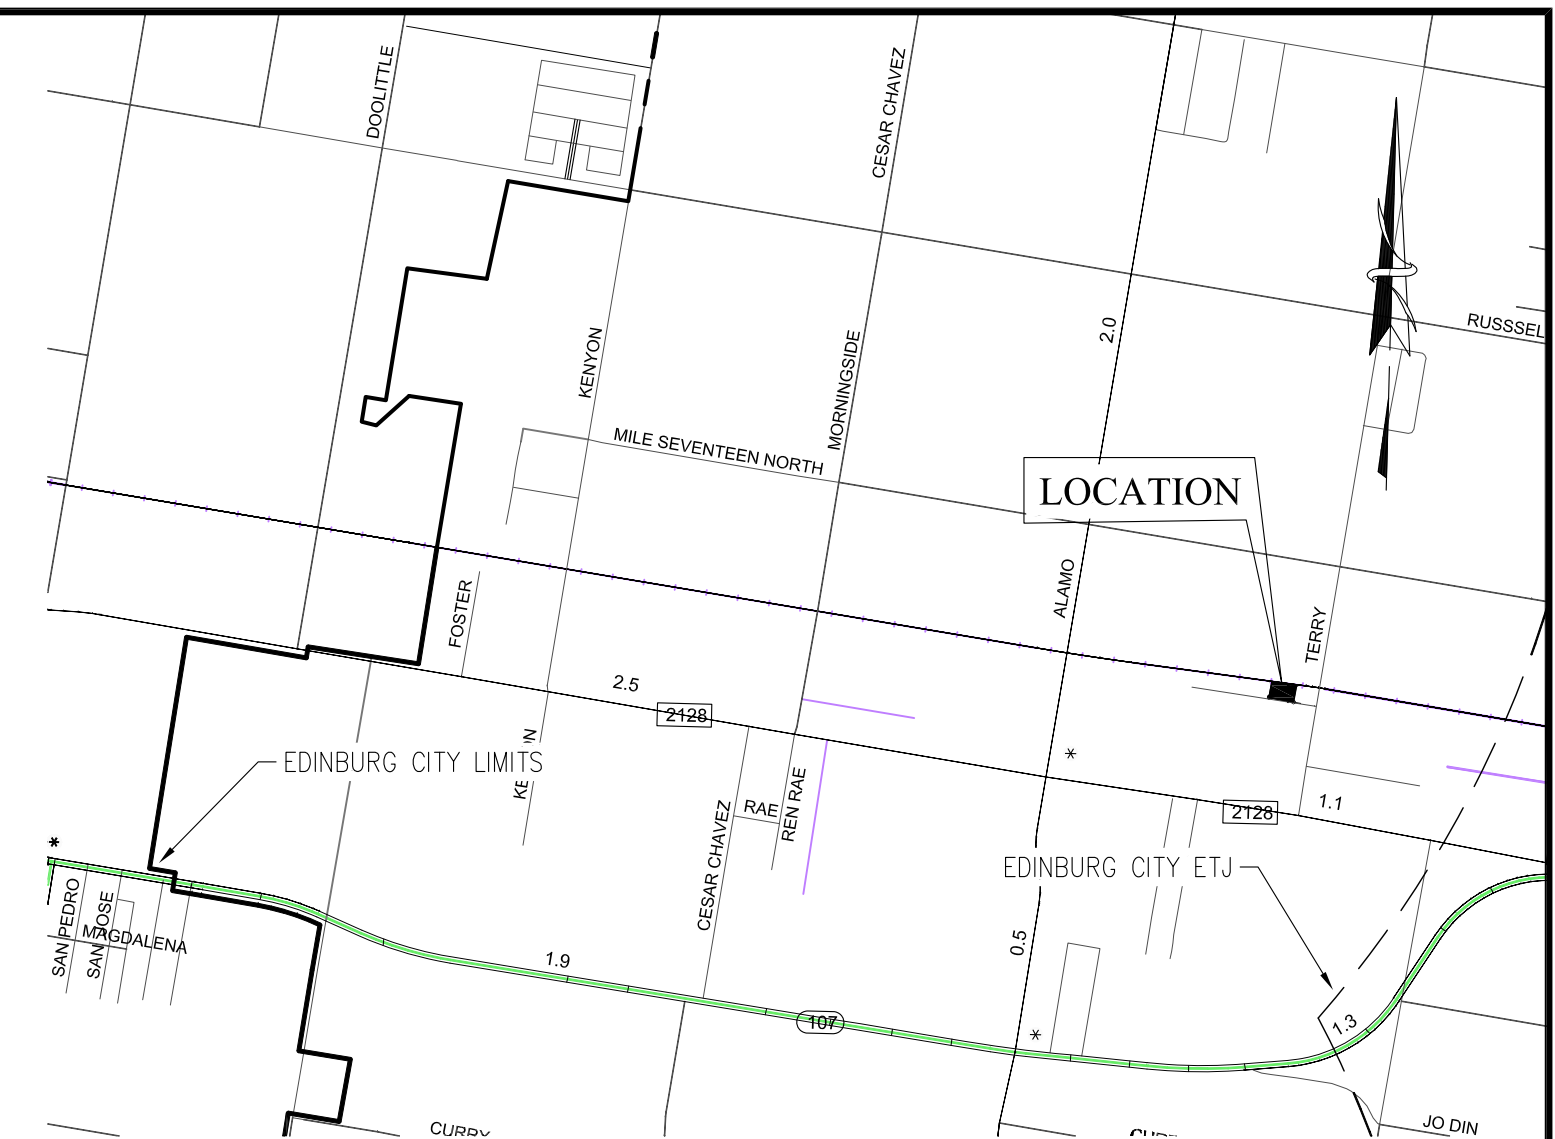 DOOLITTLE
CESAR CHAVEZ
2.0
RUSSSEL
KENYON
MORNINGSIDE
MILE SEVENTEEN NORTH
LOCATION
ALAMO
FOSTER
TERRY
2.5
2128
EDINBURG CITY LIMITS
*
1.1
2128
RAE
REN RAE
CESAR CHAVEZ
*
EDINBURG CITY ETJ
SAN PEDRO
MAGDALENA
1.9
0.5
107
*
1.3
CURRY
JO DIN